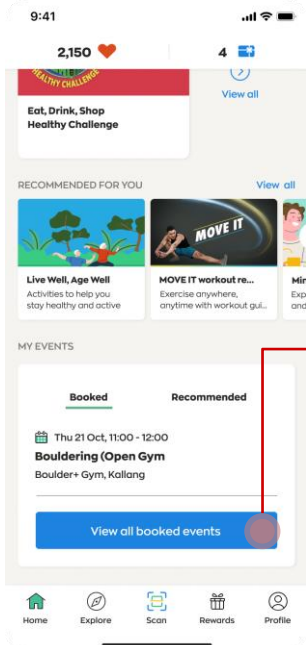 9:41
2,150
4
HEALTHY CHALLENGE
View all
Eat, Drink, Shop
Healthy Challenge
RECOMMENDED FOR YOU
View all
MOVE IT
Live Well, Age Well
Activities to help you
stay healthy and active
MOVE IT workout re...
Exercise anywhere,
anytime with workout gui...
Min
Exp
and
MY EVENTS
Booked
Recommended
Thu 21 Oct, 11:00 - 12:00
Bouldering (Open Gym
Boulder+ Gym, Kallang
View all booked events
Home
Explore
Scan
Rewards
Profile